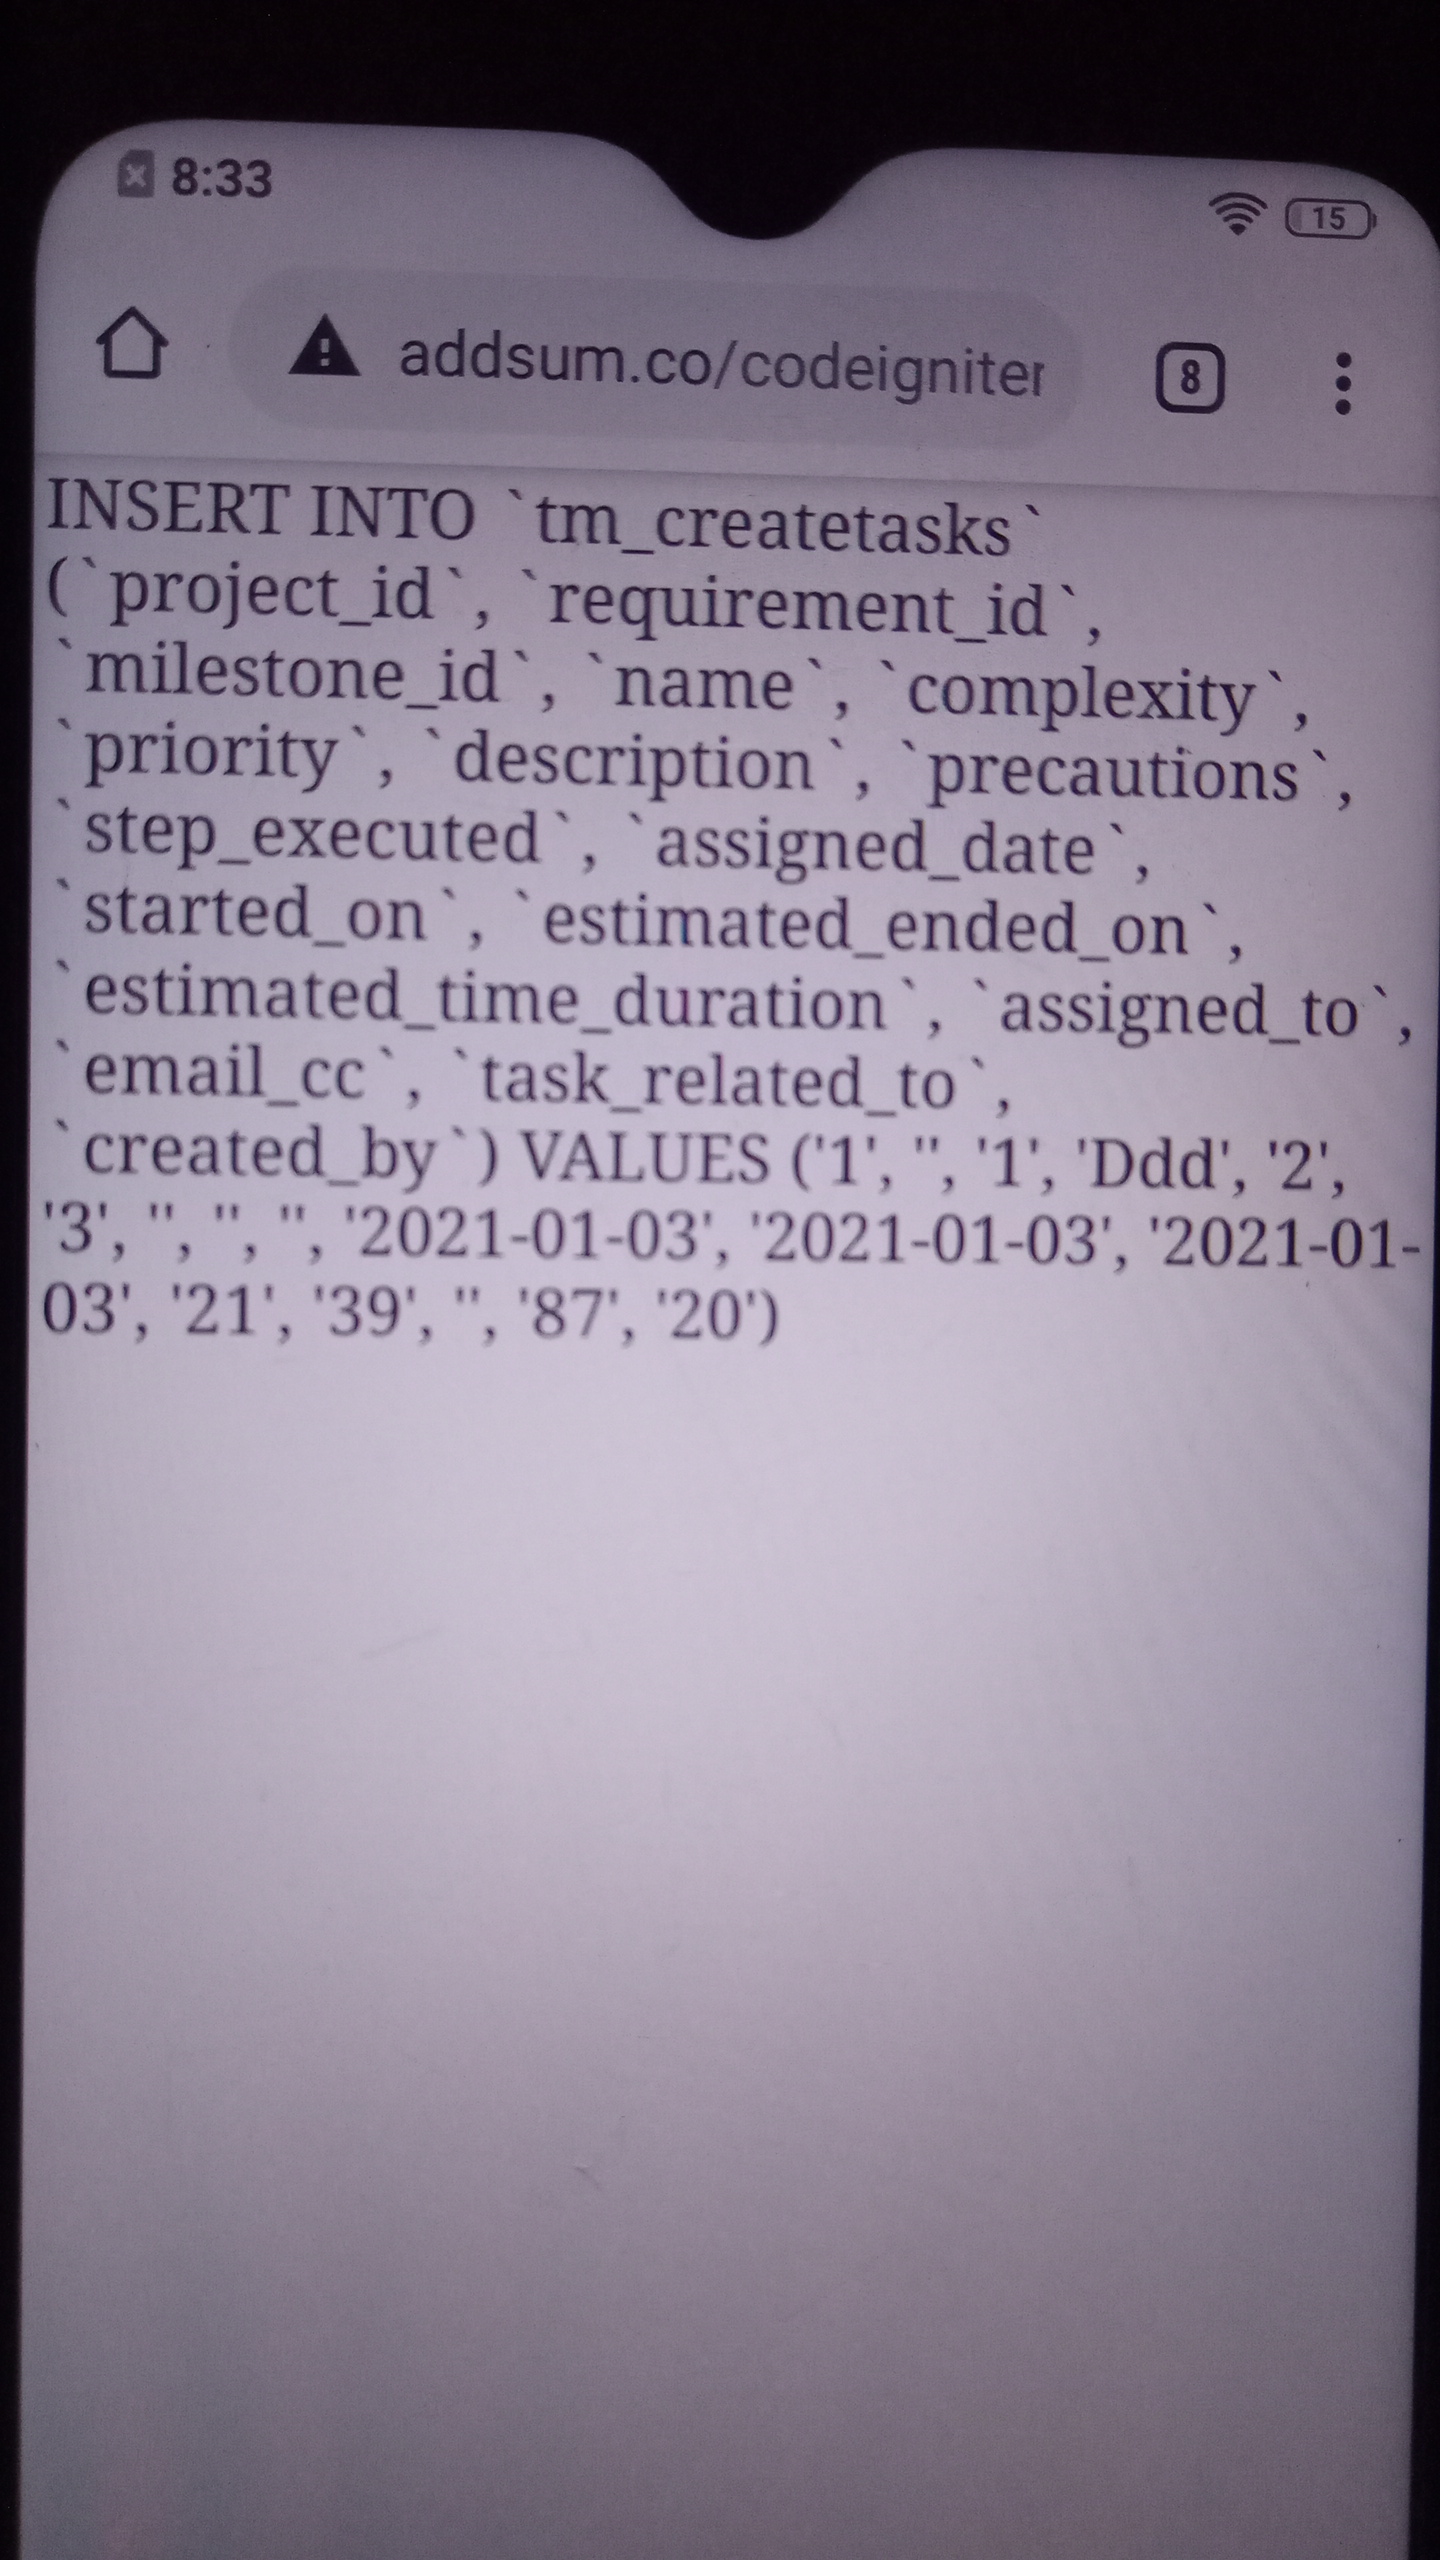 8:33
15
addsum.co/codeigniter
8
INSERT INTO `tm_createtasks`
(`project_id`, `requirement_id`,
`milestone_id`, `name`, `complexity`,
`priority`, `description`, `precautions`,
`step_executed`, `assigned_date`,
`started_on`, `estimated_ended_on`,
`estimated_time_duration`, `assigned_to`,
`email_cc`, `task_related_to`,
`created_by`) VALUES ('1', '', '1', 'Ddd', '2',
'3', '', '', '', '2021-01-03', '2021-01-03', '2021-01-
03', '21', '39', '', '87', '20')